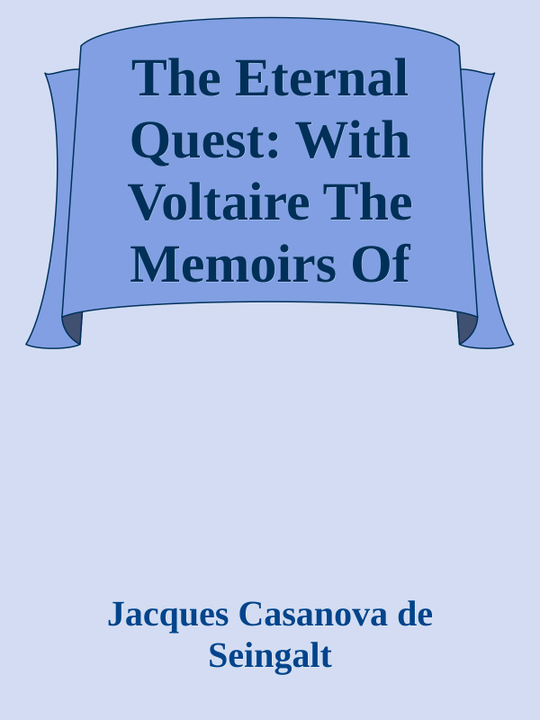 The Eternal
Quest: With
Voltaire The
Memoirs Of
Jacques Casanova de
Seingalt